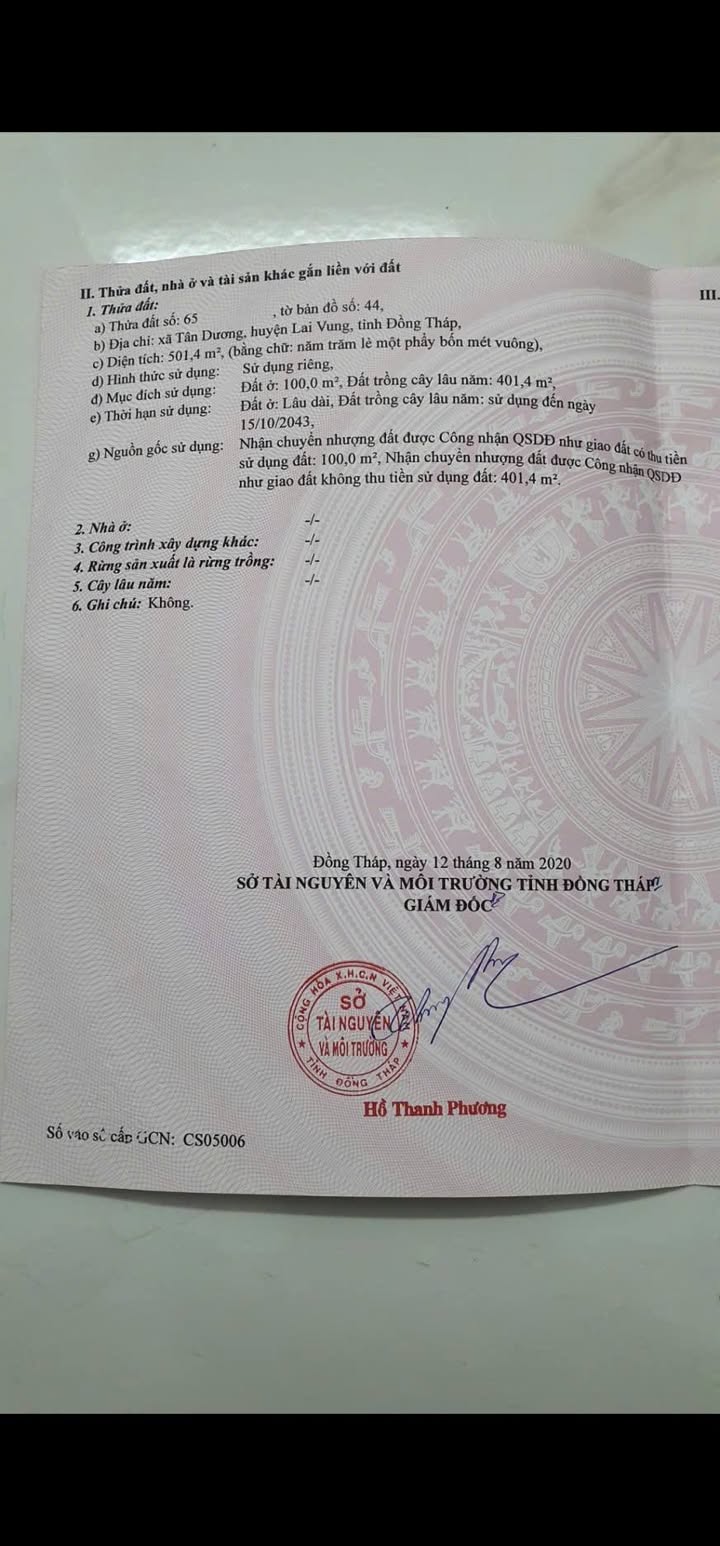 II. Thửa đất, nhà ở và tài sản khác gắn liền với đất
III.
1. Thửa đất:
a) Thửa đất số: 65 , tờ bản đồ số: 44,
b) Địa chỉ: xã Tân Dương, huyện Lai Vung, tỉnh Đồng Tháp,
c) Diện tích: 501,4 m², (bằng chữ: năm trăm lẻ một phẩy bốn mét vuông),
d) Hình thức sử dụng: Sử dụng riêng,
đ) Mục đích sử dụng: Đất ở: 100,0 m², Đất trồng cây lâu năm: 401,4 m²,
e) Thời hạn sử dụng: Đất ở: Lâu dài, Đất trồng cây lâu năm: sử dụng đến ngày
15/10/2043,
g) Nguồn gốc sử dụng: Nhận chuyển nhượng đất được Công nhận QSDĐ như giao đất có thu tiền
sử dụng đất: 100,0 m², Nhận chuyển nhượng đất được Công nhận QSDĐ
như giao đất không thu tiền sử dụng đất: 401,4 m².
2. Nhà ở: -/-
3. Công trình xây dựng khác: -/-
4. Rừng sản xuất là rừng trồng: -/-
5. Cây lâu năm: -/-
6. Ghi chú: Không.
Đồng Tháp, ngày 12 tháng 8 năm 2020
SỞ TÀI NGUYÊN VÀ MÔI TRƯỜNG TỈNH ĐỒNG THÁP
GIÁM ĐỐC
CỘNG HÒA X.H.C.N VIỆT NAM
SỞ
TÀI NGUYÊN
VÀ MÔI TRƯỜNG
TỈNH ĐỒNG THÁP
Hồ Thanh Phương
Số vào sổ cấp GCN: CS05006